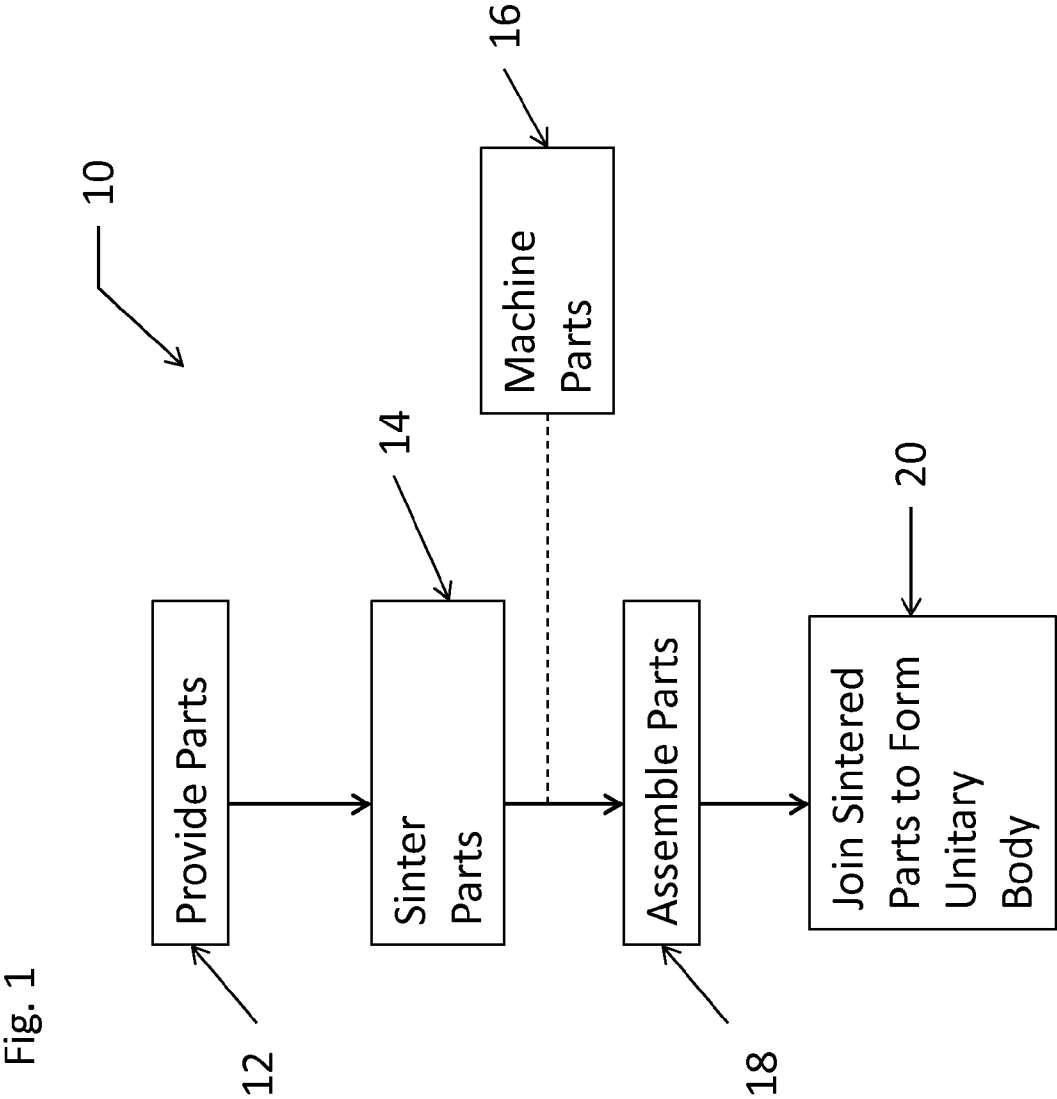 Fig. 1
10
12
Provide Parts
14
Sinter
Parts
16
Machine
Parts
18
Assemble Parts
20
Join Sintered
Parts to Form
Unitary
Body